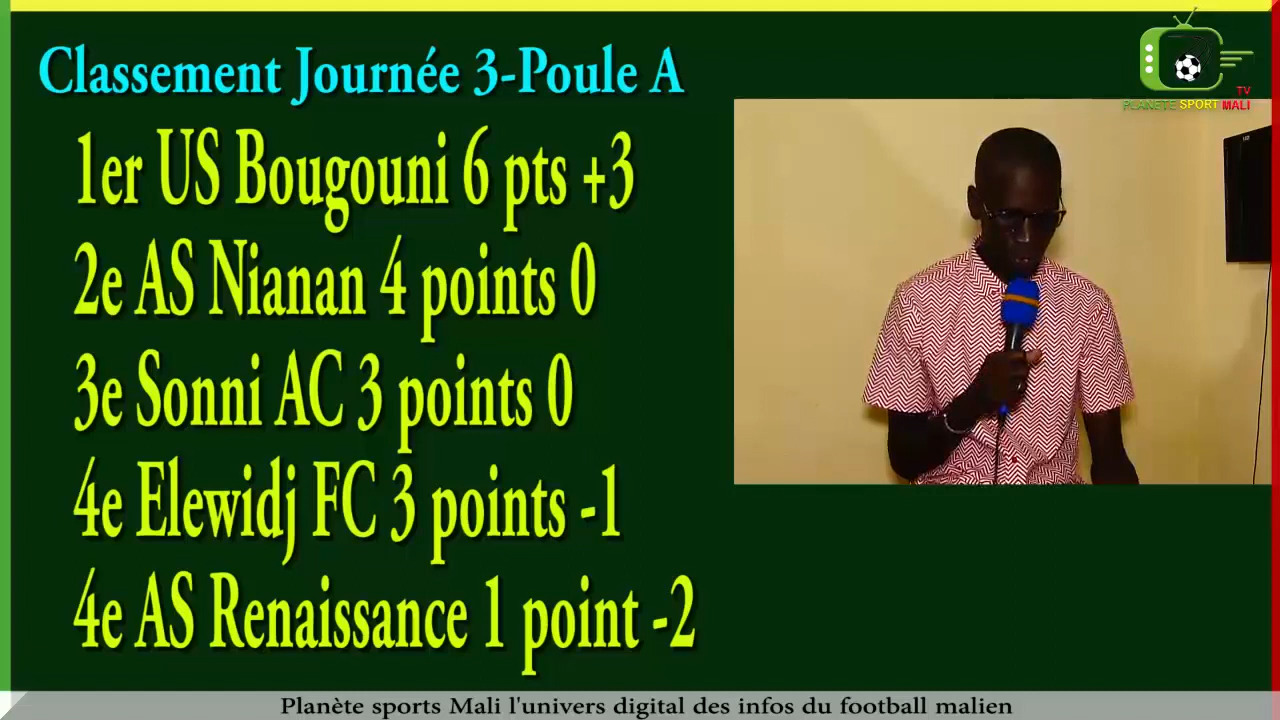 Classement Journée 3-Poule A
1er US Bougouni 6 pts +3
2e AS Nianan 4 points 0
3e Sonni AC 3 points 0
4e Elewidj FC 3 points -1
4e AS Renaissance 1 point -2
TV
PLANETE SPORT MALI
Planète sports Mali l'univers digital des infos du football malien